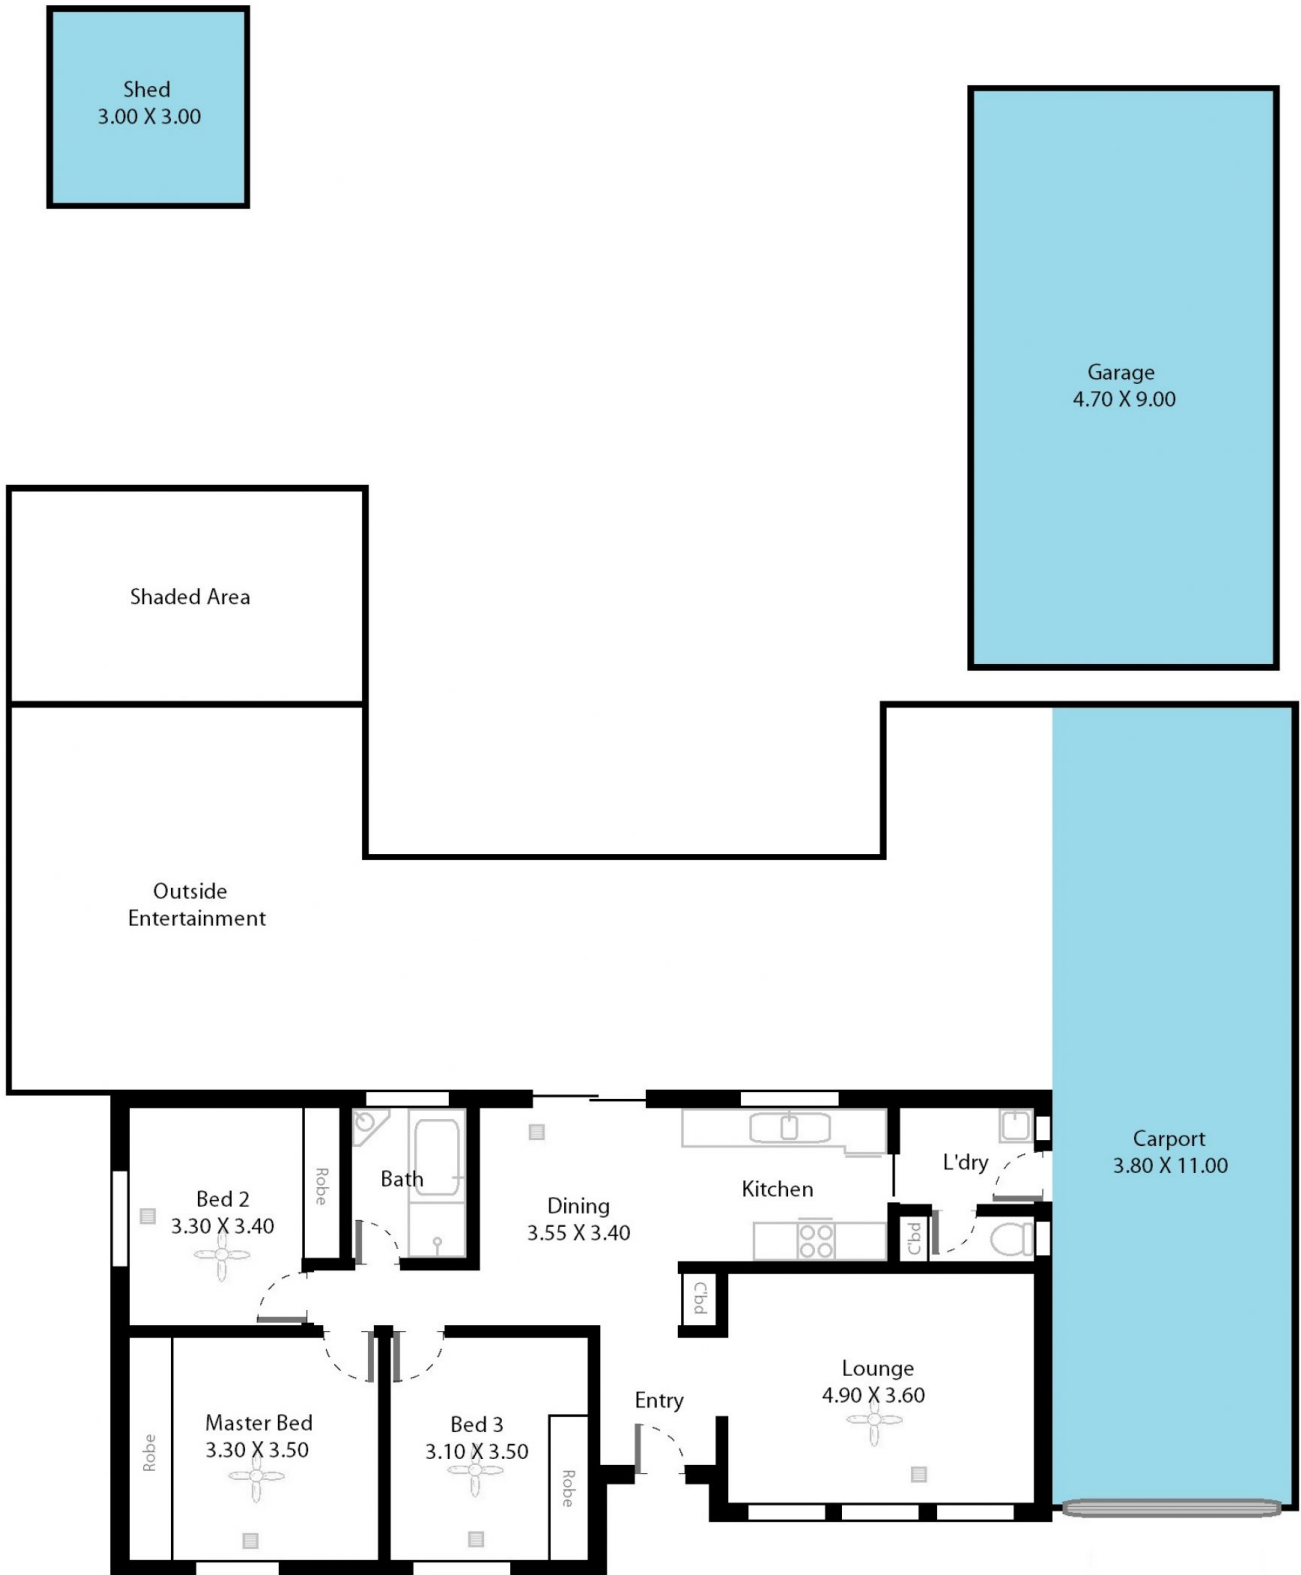 Shed
3.00 X 3.00
Garage
4.70 X 9.00
Shaded Area
Outside
Entertainment
Carport
3.80 X 11.00
L'dry
Bath
Kitchen
Robe
Bed 2
3.30 X 3.40
Dining
3.55 X 3.40
C'bd
C'bd
Lounge
4.90 X 3.60
Entry
Master Bed
3.30 X 3.50
Bed 3
3.10 X 3.50
Robe
Robe